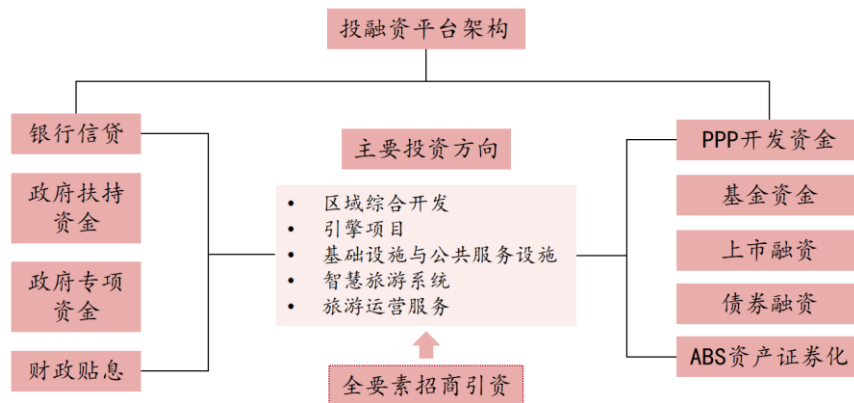 投融资平台架构
银行信贷
政府扶持
资金
政府专项
资金
财政贴息
主要投资方向
• 区域综合开发
• 引擎项目
• 基础设施与公共服务设施
• 智慧旅游系统
• 旅游运营服务
全要素招商引资
PPP开发资金
基金资金
上市融资
债券融资
ABS资产证券化